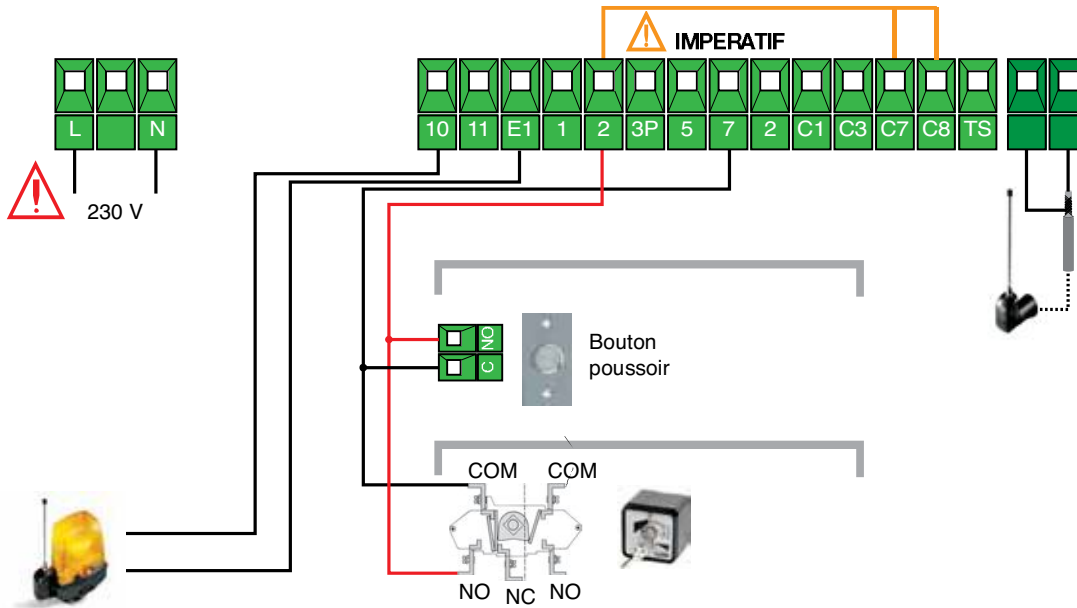 IMPERATIF
L N
10 11 E1 1 2 3P 5 7 2 C1 C3 C7 C8 TS
230 V
NO
C
Bouton
poussoir
COM COM
NO NC NO